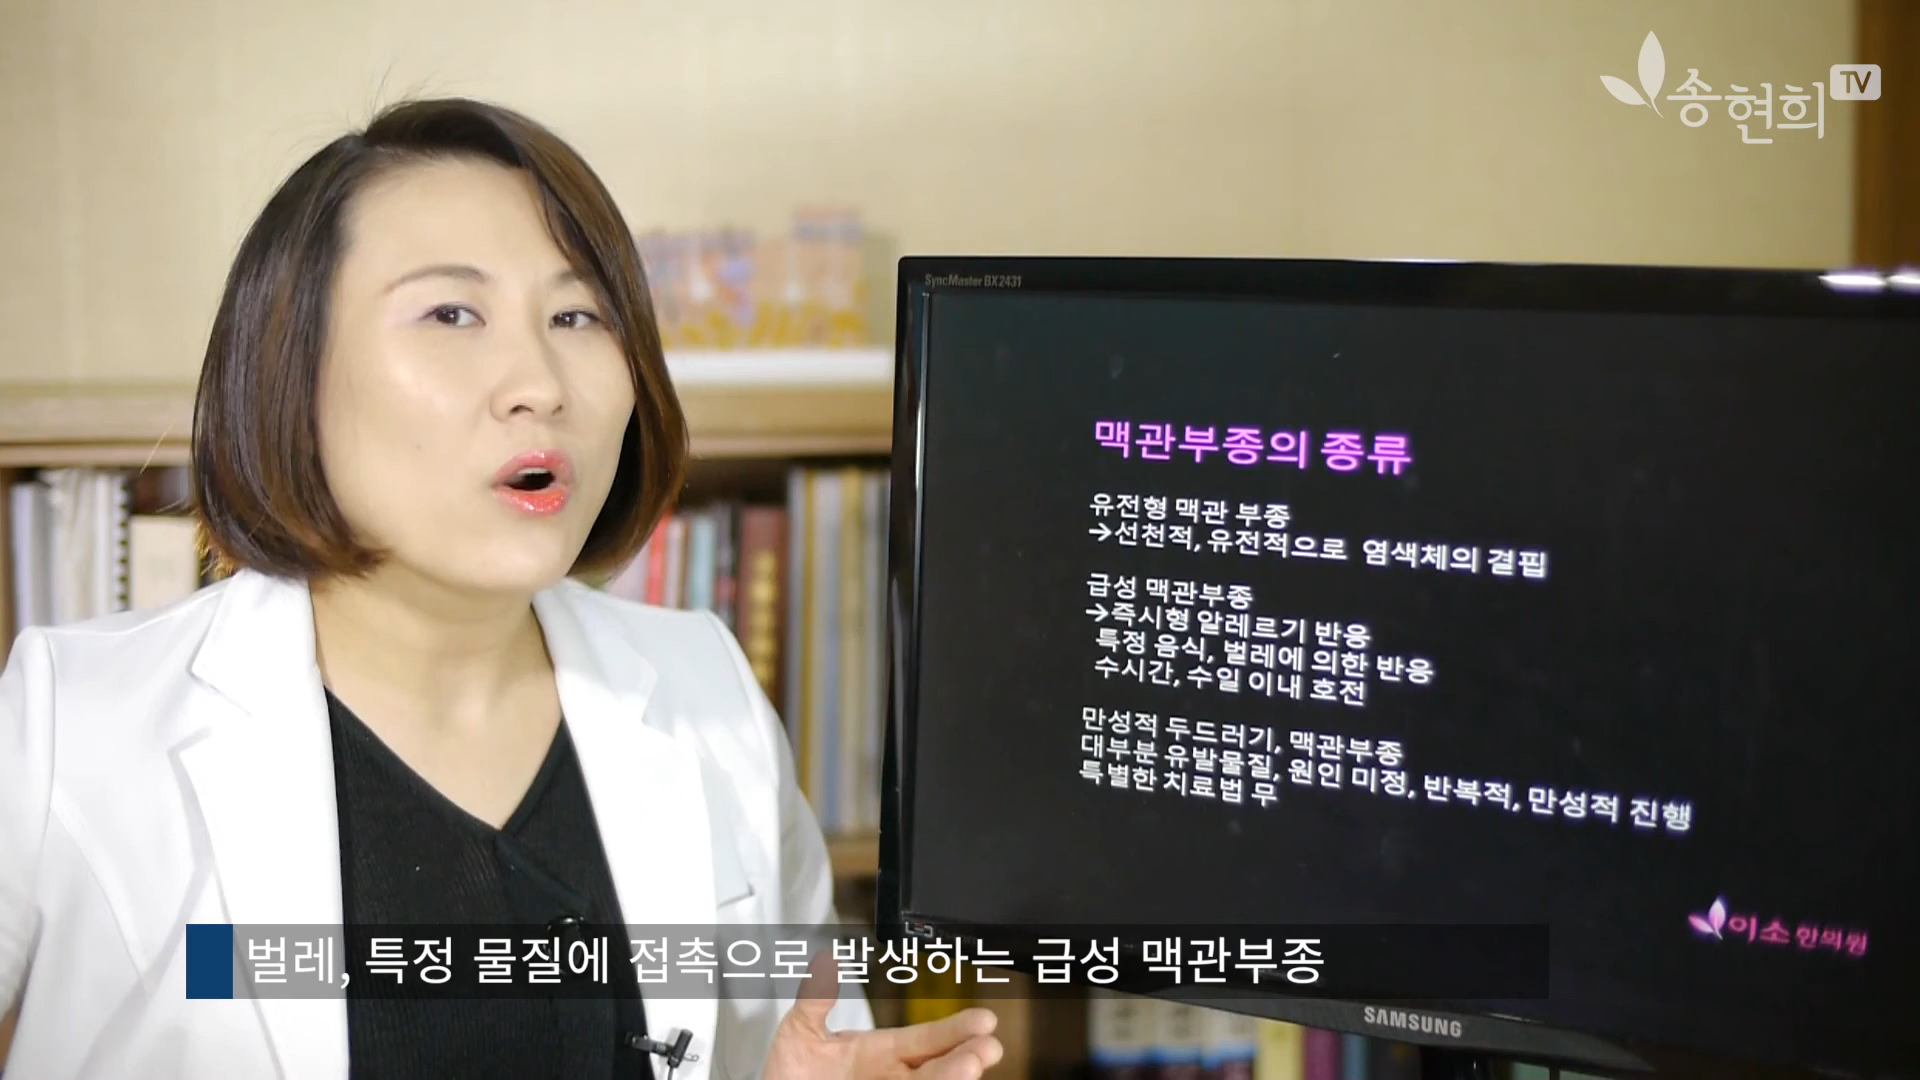 송현희 TV
SyncMaster BX2431
맥관부종의 종류
유전형 맥관 부종
→선천적, 유전적으로 염색체의 결핍
급성 맥관부종
→즉시형 알레르기 반응
특정 음식, 벌레에 의한 반응
수시간, 수일 이내 호전
만성적 두드러기, 맥관부종
대부분 유발물질, 원인 미정, 반복적, 만성적 진행
특별한 치료법 무
이소한의원
벌레, 특정 물질에 접촉으로 발생하는 급성 맥관부종
SAMSUNG